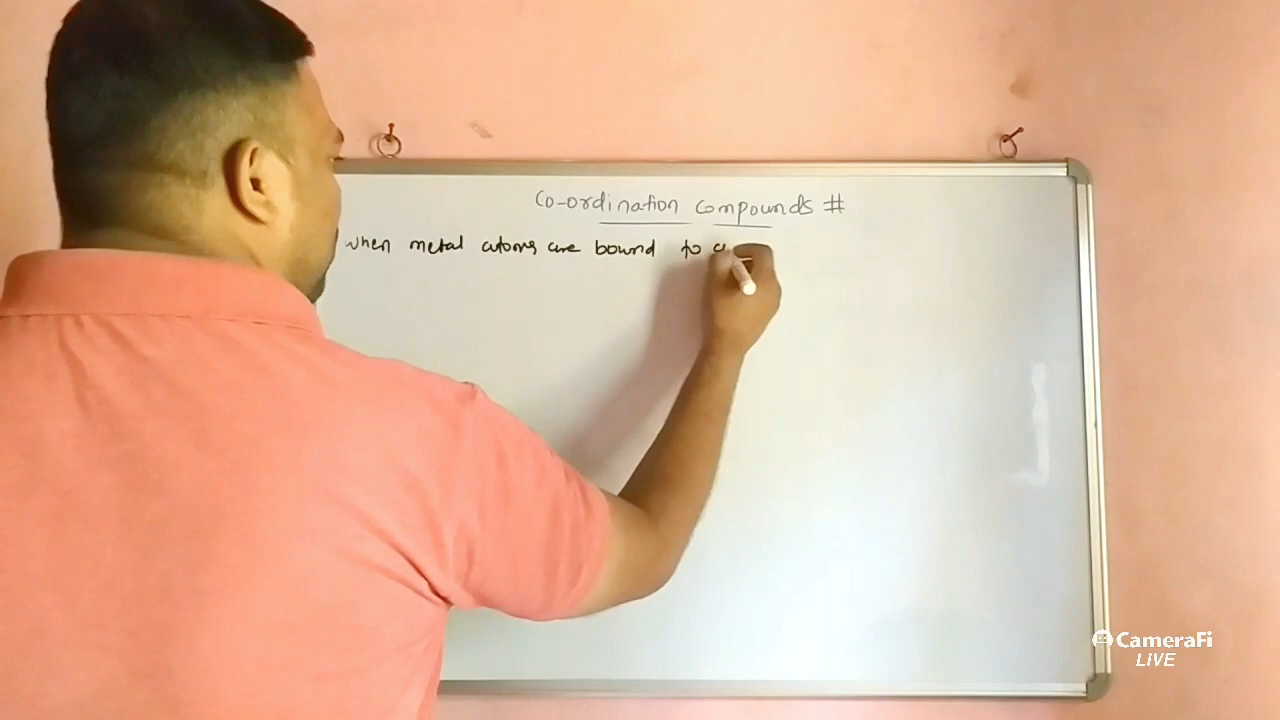 Co-ordination Compounds #
when metal atoms are bound to a
CameraFi
LIVE